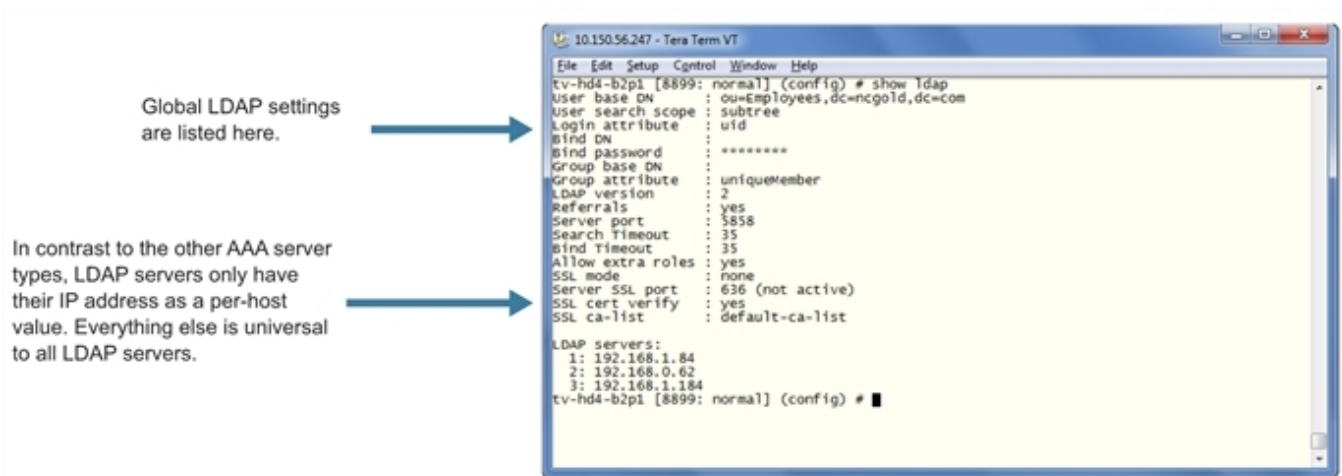 Global LDAP settings
are listed here.
In contrast to the other AAA server
types, LDAP servers only have
their IP address as a per-host
value. Everything else is universal
to all LDAP servers.
10.150.56.247 - Tera Term VT
File Edit Setup Control Window Help
tv-hd4-b2p1 [8899: normal] (config) # show ldap
User base DN : ou=Employees,dc=ncgold,dc=com
User search scope : subtree
Login attribute : uid
Bind DN :
Bind password : ********
Group base DN :
Group attribute : uniqueMember
LDAP version : 2
Referrals : yes
Server port : 5858
Search Timeout : 35
Bind Timeout : 35
Allow extra roles : yes
SSL mode : none
Server SSL port : 636 (not active)
SSL cert verify : yes
SSL ca-list : default-ca-list
LDAP servers:
1: 192.168.1.84
2: 192.168.0.62
3: 192.168.1.184
tv-hd4-b2p1 [8899: normal] (config) #